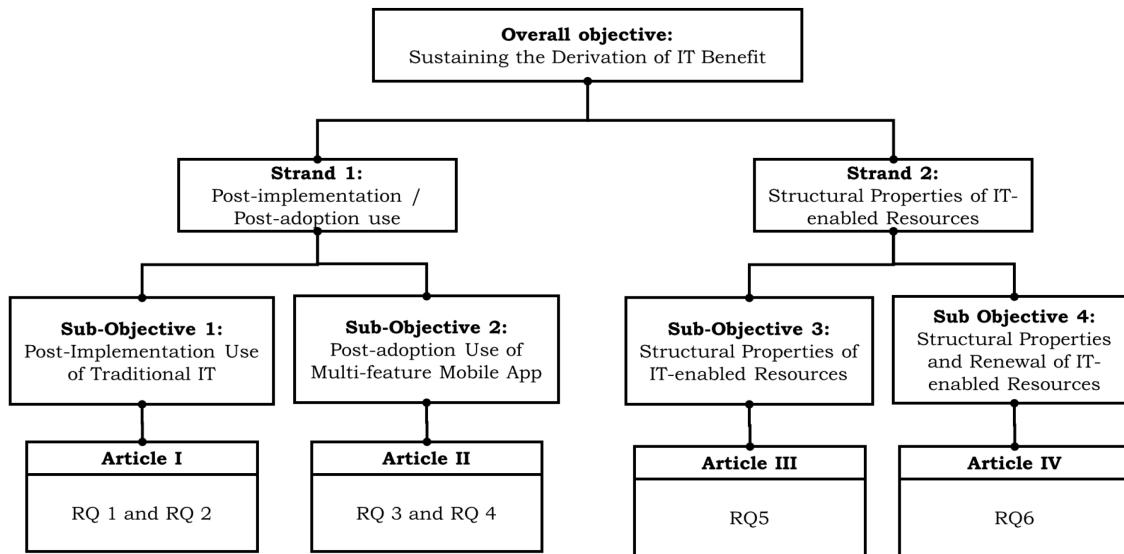 Overall objective:
Sustaining the Derivation of IT Benefit
Strand 1:
Post-implementation /
Post-adoption use
Strand 2:
Structural Properties of IT-
enabled Resources
Sub-Objective 1:
Post-Implementation Use
of Traditional IT
Sub-Objective 2:
Post-adoption Use of
Multi-feature Mobile App
Sub-Objective 3:
Structural Properties of
IT-enabled Resources
Sub Objective 4:
Structural Properties
and Renewal of IT-
enabled Resources
Article I
RQ 1 and RQ 2
Article II
RQ 3 and RQ 4
Article III
RQ5
Article IV
RQ6